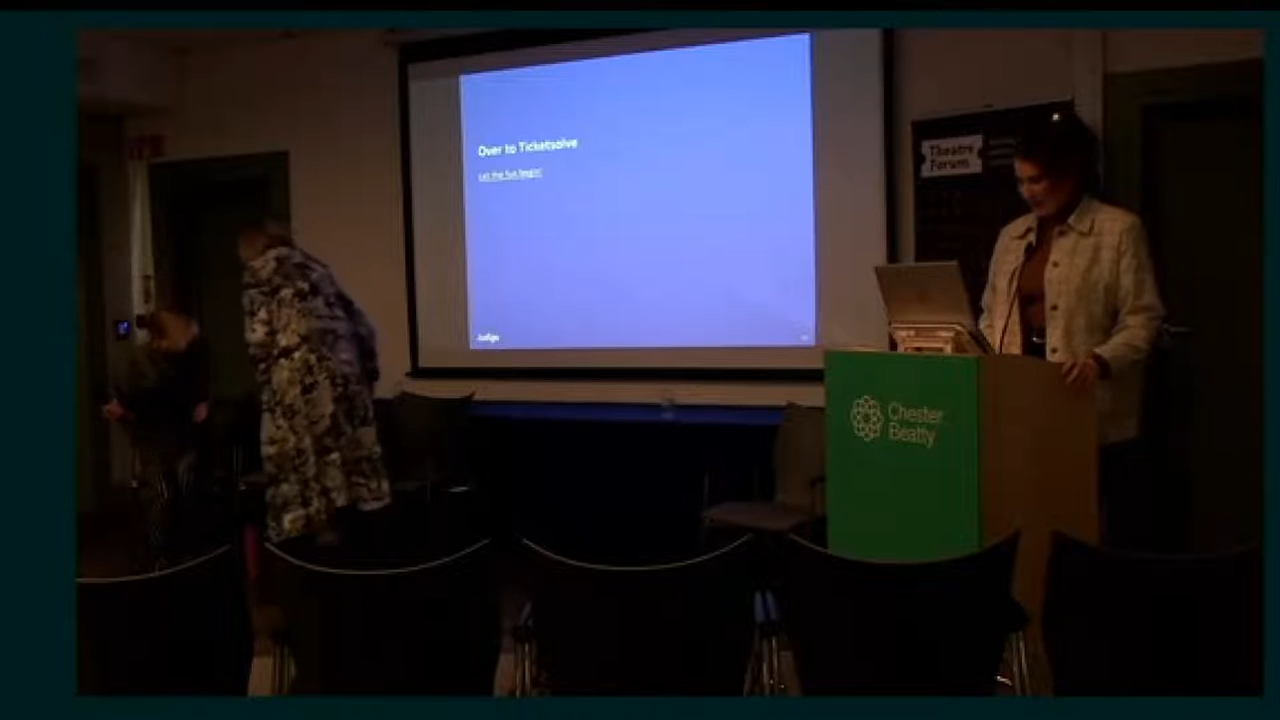 Over to Ticketsolve
Let the fun begin!
Theatre
Forum
Chester
Beatty